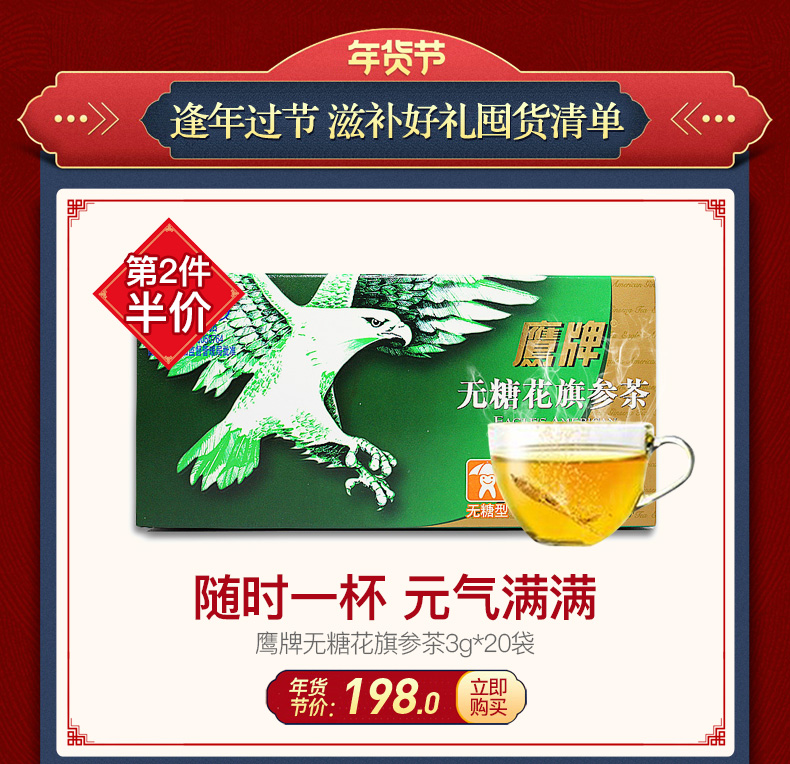 年货节
逢年过节 滋补好礼囤货清单
第2件
半价
鹰牌
无糖花旗参茶
无糖型
随时一杯 元气满满
鹰牌无糖花旗参茶3g*20袋
年货
节价:
198.0
立即
购买